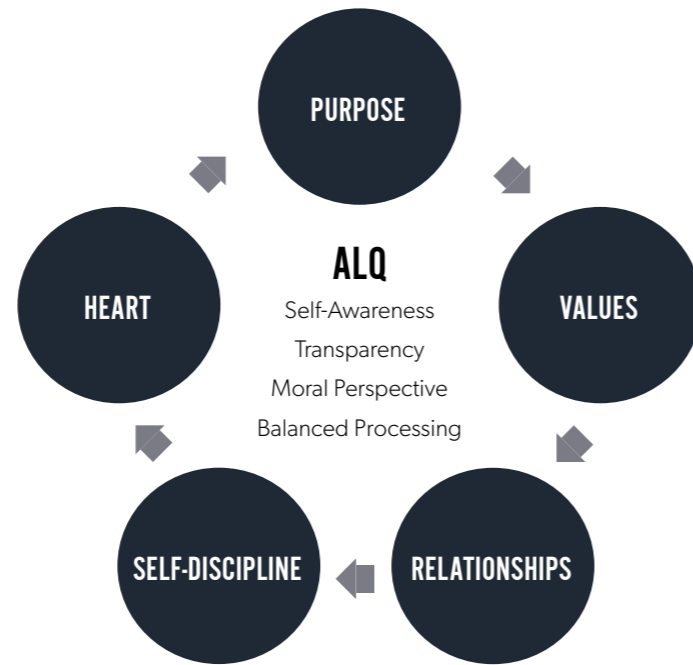 PURPOSE
ALQ
Self-Awareness
Transparency
Moral Perspective
Balanced Processing
HEART
VALUES
SELF-DISCIPLINE
RELATIONSHIPS